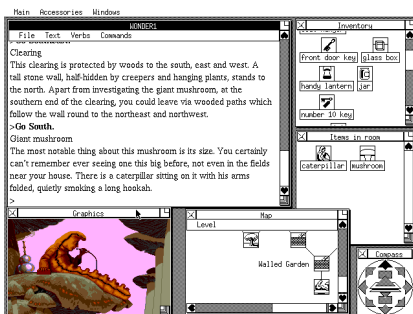 Main Accessories Windows
WONDER1
File Text Verbs Commands
Clearing
This clearing is protected by woods to the south, east and west. A
tall stone wall, half-hidden by creepers and hanging plants, stands to
the north. Apart from investigating the giant mushroom, at the
southern end of the clearing, you could leave via wooded paths which
follow the wall round to the northeast and northwest.
>Go South.
Giant mushroom
The most notable thing about this mushroom is its size. You certainly
can't remember ever seeing one this big before, not even in the fields
near your house. There is a caterpillar sitting on it with his arms
folded, quietly smoking a long hookah.
>
Inventory
front door key glass box
handy lantern jar
number 10 key
Items in room
caterpillar mushroom
Graphics
Map
Level
Walled Garden
Compass